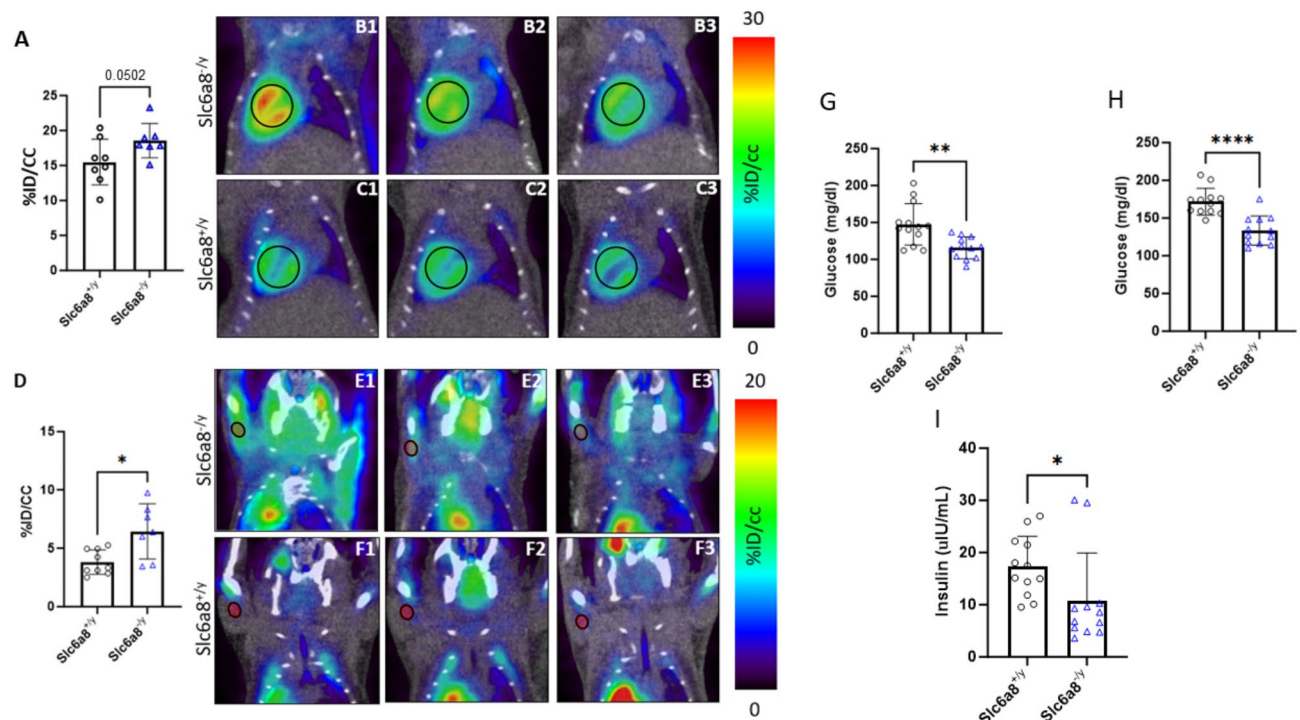 A
0.0502
25
20
15
10
5
0
%ID/CC
Slc6a8+/y
Slc6a8-/y
Slc6a8-/y
B1
B2
B3
Slc6a8+/y
C1
C2
C3
30
%ID/cc
0
D
*
15
10
5
0
%ID/CC
Slc6a8+/y
Slc6a8-/y
Slc6a8-/y
E1
E2
E3
Slc6a8+/y
F1
F2
F3
20
%ID/cc
0
G
**
250
200
150
100
50
0
Glucose (mg/dl)
Slc6a8+/y
Slc6a8-/y
H
****
250
200
150
100
50
0
Glucose (mg/dl)
Slc6a8+/y
Slc6a8-/y
I
*
40
30
20
10
0
Insulin (uIU/mL)
Slc6a8+/y
Slc6a8-/y